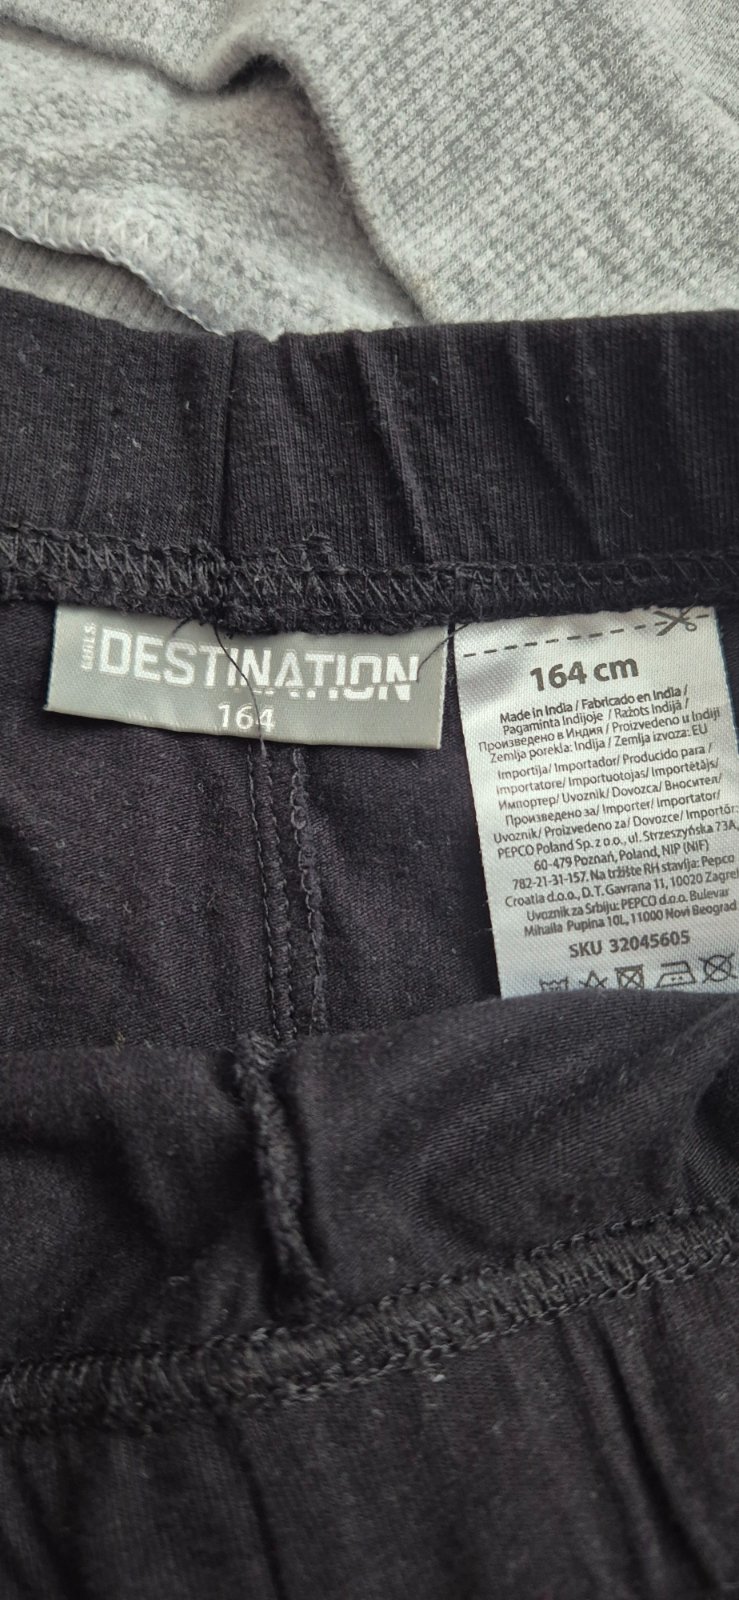 GIRLS
DESTINATION
164
164 cm
Made in India / Fabricado en India /
Pagaminta Indijoje / Ražots Indijā /
Произведено в Индия / Proizvedeno u Indiji
Zemlja porekla: Indija / Zemlja izvoza: EU
Importija/ Importador/ Producido para /
Importatore/ Importuotojas/ Importētājs/
Импортер/ Uvoznik/ Dovozca/ Вносител/
Произведено за/ Importer/ Importator/
Uvoznik/ Proizvedeno za/ Dovozce/ Importőr:
PEPCO Poland Sp. z o.o., ul. Strzeszyńska 73A,
60-479 Poznań, Poland, NIP (NIF)
782-21-31-157. Na tržište RH stavlja: Pepco
Croatia d.o.o., D. T. Gavrana 11, 10020 Zagreb
Uvoznik za Srbiju: PEPCO d.o.o. Bulevar
Mihaila Pupina 10L, 11000 Novi Beograd
SKU 32045605